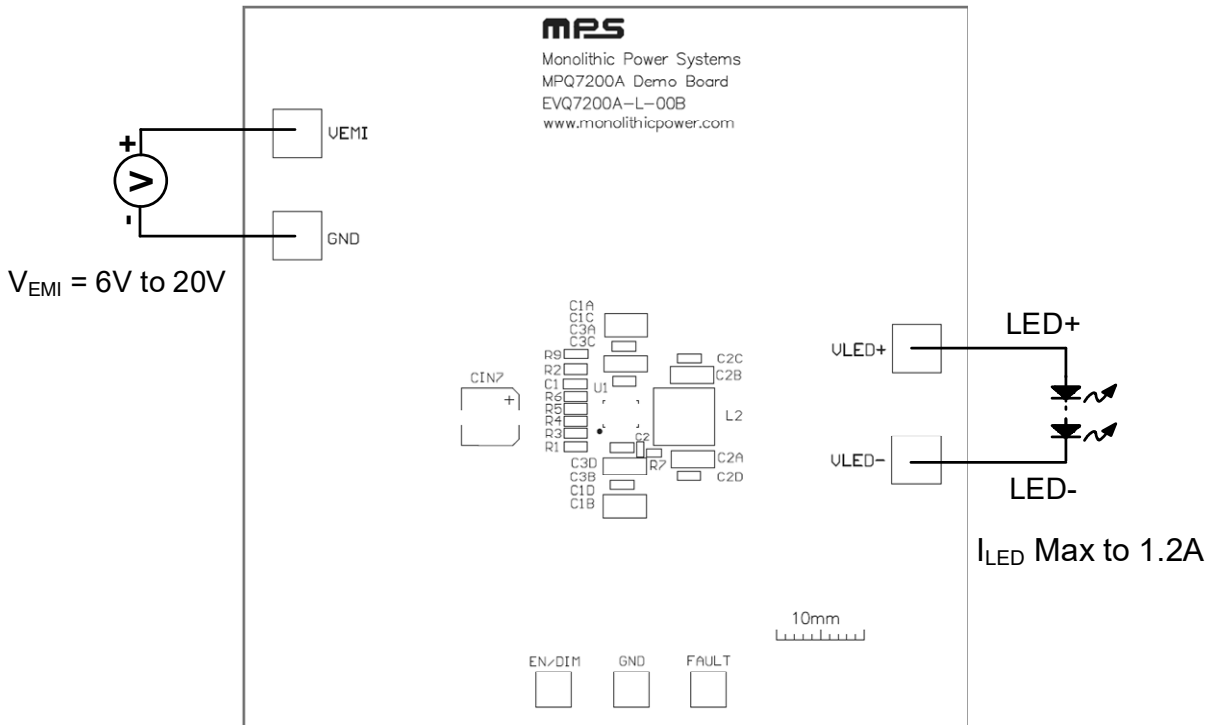 mPS
Monolithic Power Systems
MPQ7200A Demo Board
EVQ7200A-L-00B
www.monolithicpower.com
VEMI
+
V
-
GND
VEMI = 6V to 20V
C1A
C1C
C3A
C3C
R9
R2
C1
R6
R5
R4
R3
R1
U1
CIN7
+
C2C
C2B
L2
C2
R7
C2A
C2D
C3D
C3B
C1D
C1B
VLED+
LED+
VLED-
LED-
ILED Max to 1.2A
10mm
EN/DIM GND FAULT